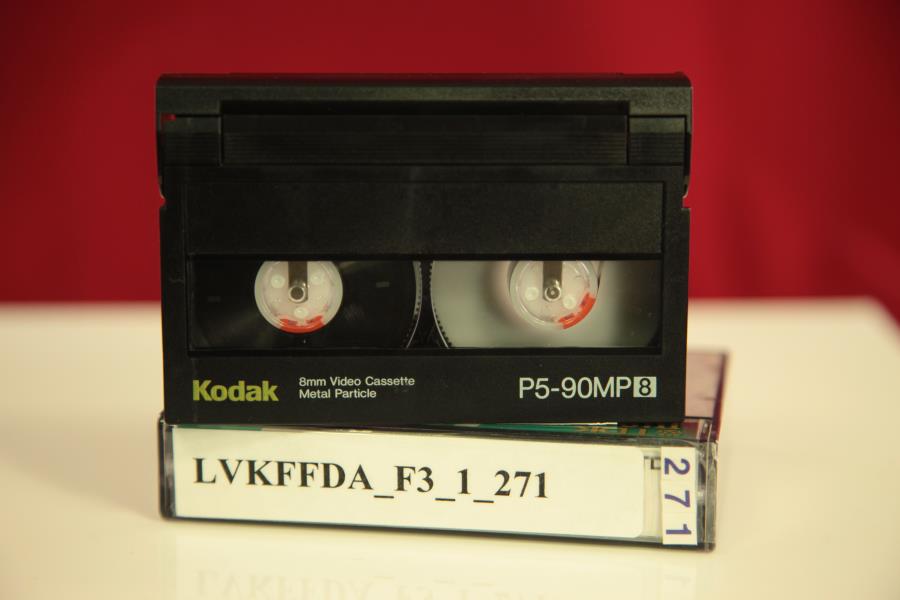 Kodak
8mm Video Cassette
Metal Particle
P5-90MP8
LVKFFDA_F3_1_271
271